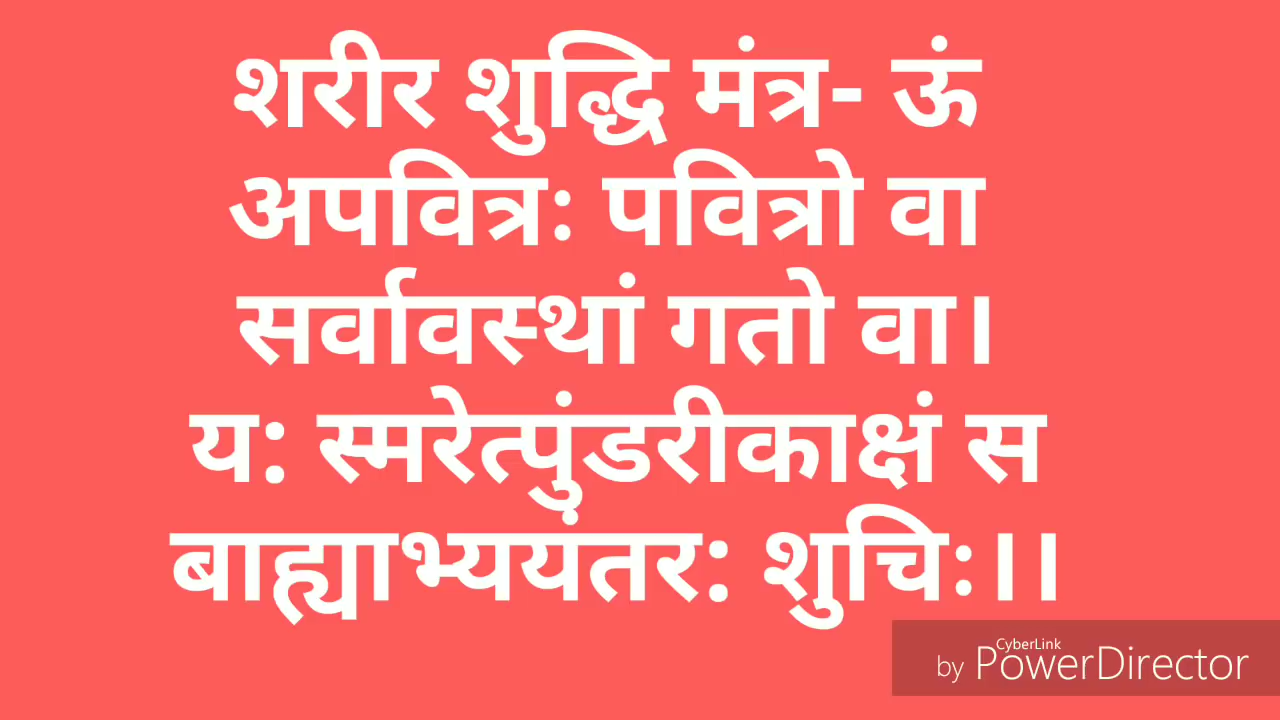 शरीर शुद्धि मंत्र- ऊं
अपवित्रः पवित्रो वा
सर्वावस्थां गतो वा।
य: स्मरेत्पुंडरीकाक्षं स
बाह्याभ्ययंतर: शुचिः।।
CyberLink
by PowerDirector